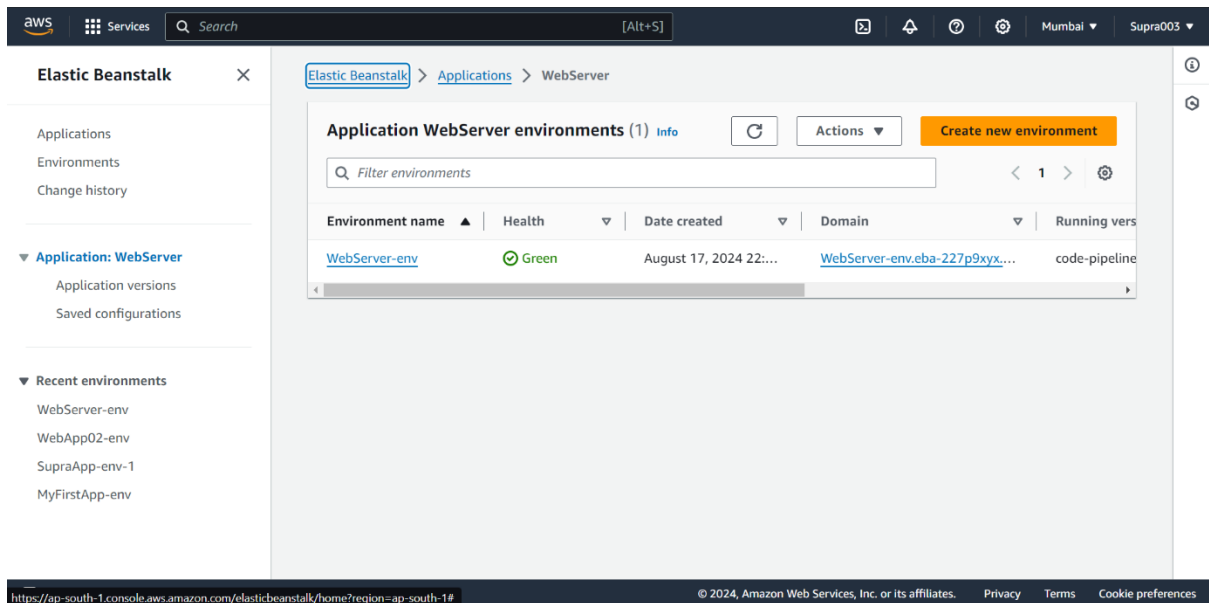 aws Services Search [Alt+S] Mumbai Supra003
Elastic Beanstalk
Applications
Environments
Change history
Application: WebServer
Application versions
Saved configurations
Recent environments
WebServer-env
WebApp02-env
SupraApp-env-1
MyFirstApp-env
Elastic Beanstalk > Applications > WebServer
Application WebServer environments (1) Info Actions Create new environment
Filter environments 1
Environment name Health Date created Domain Running vers
WebServer-env Green August 17, 2024 22:... WebServer-env.eba-227p9xyx.... code-pipeline
https://ap-south-1.console.aws.amazon.com/elasticbeanstalk/home?region=ap-south-1# © 2024, Amazon Web Services, Inc. or its affiliates. Privacy Terms Cookie preferences